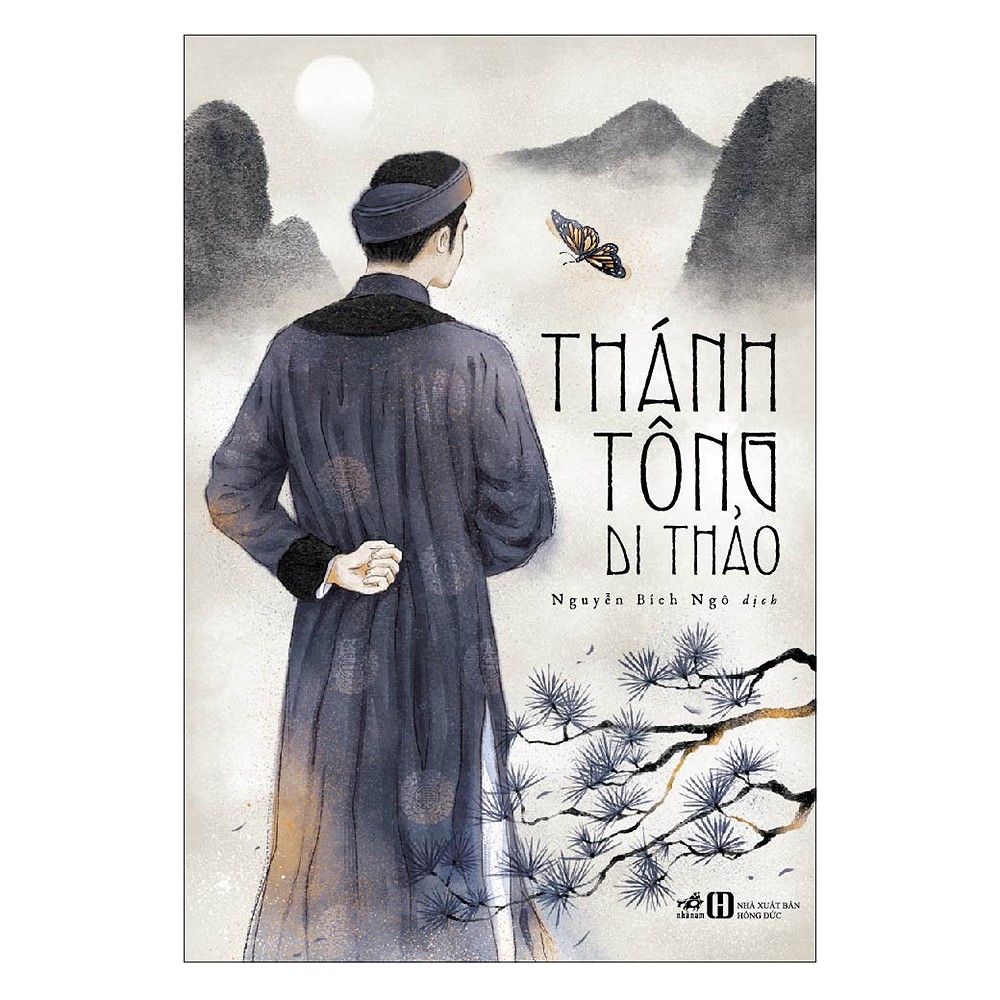 THÁNH
TÔNG
DI THẢO
Nguyễn Bích Ngô dịch
nhã nam
NHÀ XUẤT BẢN
HỒNG ĐỨC